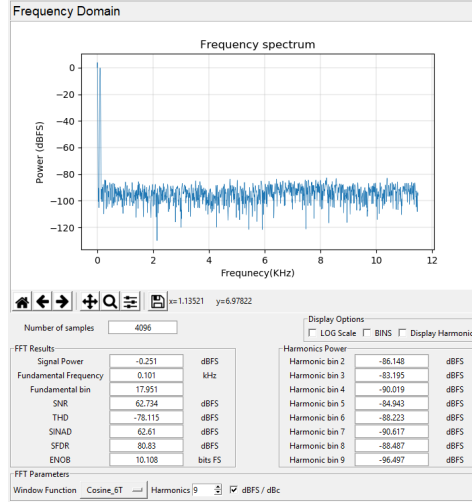 Frequency Domain
Frequency spectrum
0
−20
−40
−60
−80
−100
−120
Power (dBFS)
0 2 4 6 8 10 12
Frequnecy(KHz)
x=1.13521 y=6.97822
Number of samples 4096
Display Options
LOG Scale BINS Display Harmonic
FFT Results
Signal Power -0.251 dBFS
Fundamental Frequency 0.101 kHz
Fundamental bin 17.951
SNR 62.734 dBFS
THD -78.115 dBFS
SINAD 62.61 dBFS
SFDR 80.83 dBFS
ENOB 10.108 bits FS
Harmonics Power
Harmonic bin 2 -86.148 dBFS
Harmonic bin 3 -83.195 dBFS
Harmonic bin 4 -90.019 dBFS
Harmonic bin 5 -84.943 dBFS
Harmonic bin 6 -88.223 dBFS
Harmonic bin 7 -90.617 dBFS
Harmonic bin 8 -88.487 dBFS
Harmonic bin 9 -96.497 dBFS
FFT Parameters
Window Function Cosine_6T Harmonics 9 dBFS / dBc